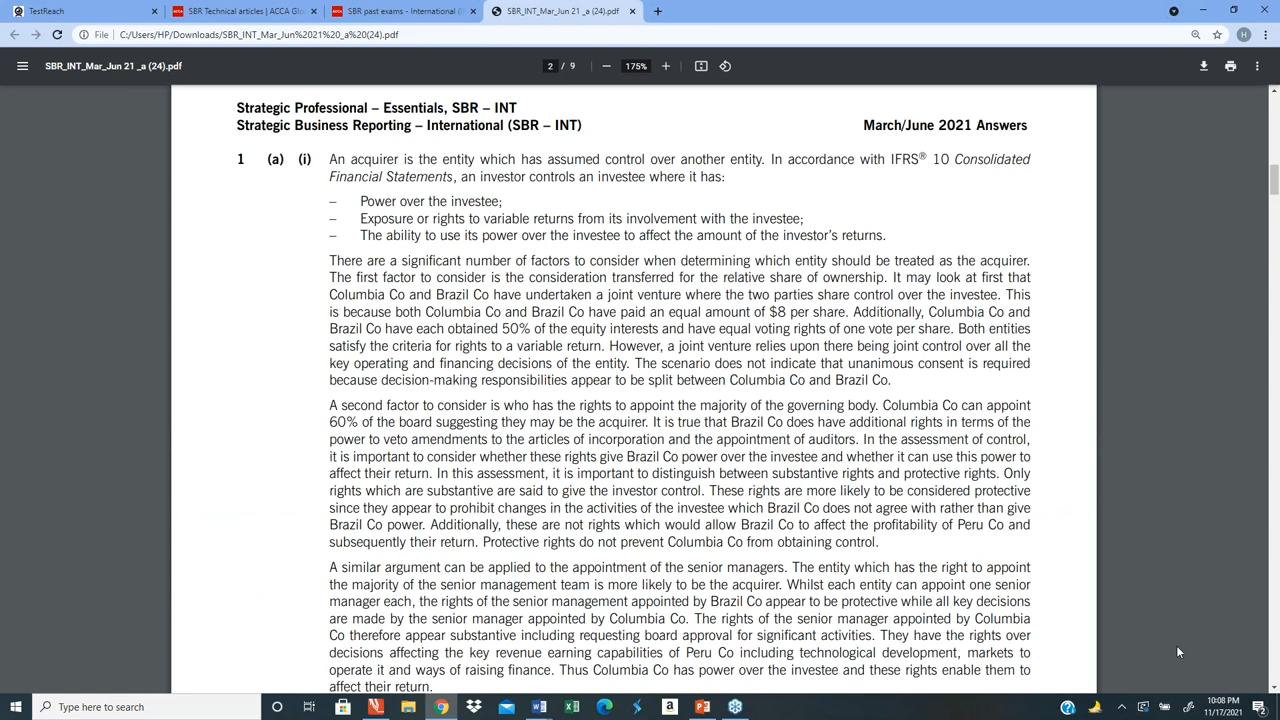 TestReach
SBR Technical articles | ACCA Glo
SBR past exams - International (I
SBR_INT_Mar_Jun 21 _a (24).pdf
File
C:/Users/HP/Downloads/SBR_INT_Mar_Jun%2021%20_a%20(24).pdf
H
SBR_INT_Mar_Jun 21 _a (24).pdf
2 / 9
175%
Strategic Professional – Essentials, SBR – INT
Strategic Business Reporting – International (SBR – INT)
March/June 2021 Answers
1 (a) (i) An acquirer is the entity which has assumed control over another entity. In accordance with IFRS® 10 Consolidated
Financial Statements, an investor controls an investee where it has:
– Power over the investee;
– Exposure or rights to variable returns from its involvement with the investee;
– The ability to use its power over the investee to affect the amount of the investor's returns.
There are a significant number of factors to consider when determining which entity should be treated as the acquirer.
The first factor to consider is the consideration transferred for the relative share of ownership. It may look at first that
Columbia Co and Brazil Co have undertaken a joint venture where the two parties share control over the investee. This
is because both Columbia Co and Brazil Co have paid an equal amount of $8 per share. Additionally, Columbia Co and
Brazil Co have each obtained 50% of the equity interests and have equal voting rights of one vote per share. Both entities
satisfy the criteria for rights to a variable return. However, a joint venture relies upon there being joint control over all the
key operating and financing decisions of the entity. The scenario does not indicate that unanimous consent is required
because decision-making responsibilities appear to be split between Columbia Co and Brazil Co.
A second factor to consider is who has the rights to appoint the majority of the governing body. Columbia Co can appoint
60% of the board suggesting they may be the acquirer. It is true that Brazil Co does have additional rights in terms of the
power to veto amendments to the articles of incorporation and the appointment of auditors. In the assessment of control,
it is important to consider whether these rights give Brazil Co power over the investee and whether it can use this power to
affect their return. In this assessment, it is important to distinguish between substantive rights and protective rights. Only
rights which are substantive are said to give the investor control. These rights are more likely to be considered protective
since they appear to prohibit changes in the activities of the investee which Brazil Co does not agree with rather than give
Brazil Co power. Additionally, these are not rights which would allow Brazil Co to affect the profitability of Peru Co and
subsequently their return. Protective rights do not prevent Columbia Co from obtaining control.
A similar argument can be applied to the appointment of the senior managers. The entity which has the right to appoint
the majority of the senior management team is more likely to be the acquirer. Whilst each entity can appoint one senior
manager each, the rights of the senior management appointed by Brazil Co appear to be protective while all key decisions
are made by the senior manager appointed by Columbia Co. The rights of the senior manager appointed by Columbia
Co therefore appear substantive including requesting board approval for significant activities. They have the rights over
decisions affecting the key revenue earning capabilities of Peru Co including technological development, markets to
operate it and ways of raising finance. Thus Columbia Co has power over the investee and these rights enable them to
affect their return.
Type here to search
10:08 PM
11/17/2021